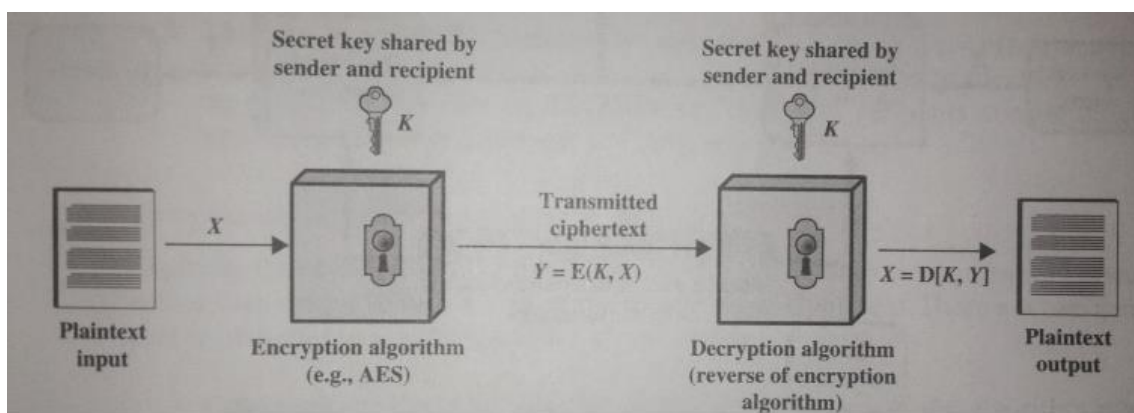 Secret key shared by
sender and recipient
K
Secret key shared by
sender and recipient
K
X
Transmitted
ciphertext
Y = E(K, X)
X = D[K, Y]
Plaintext
input
Encryption algorithm
(e.g., AES)
Decryption algorithm
(reverse of encryption
algorithm)
Plaintext
output